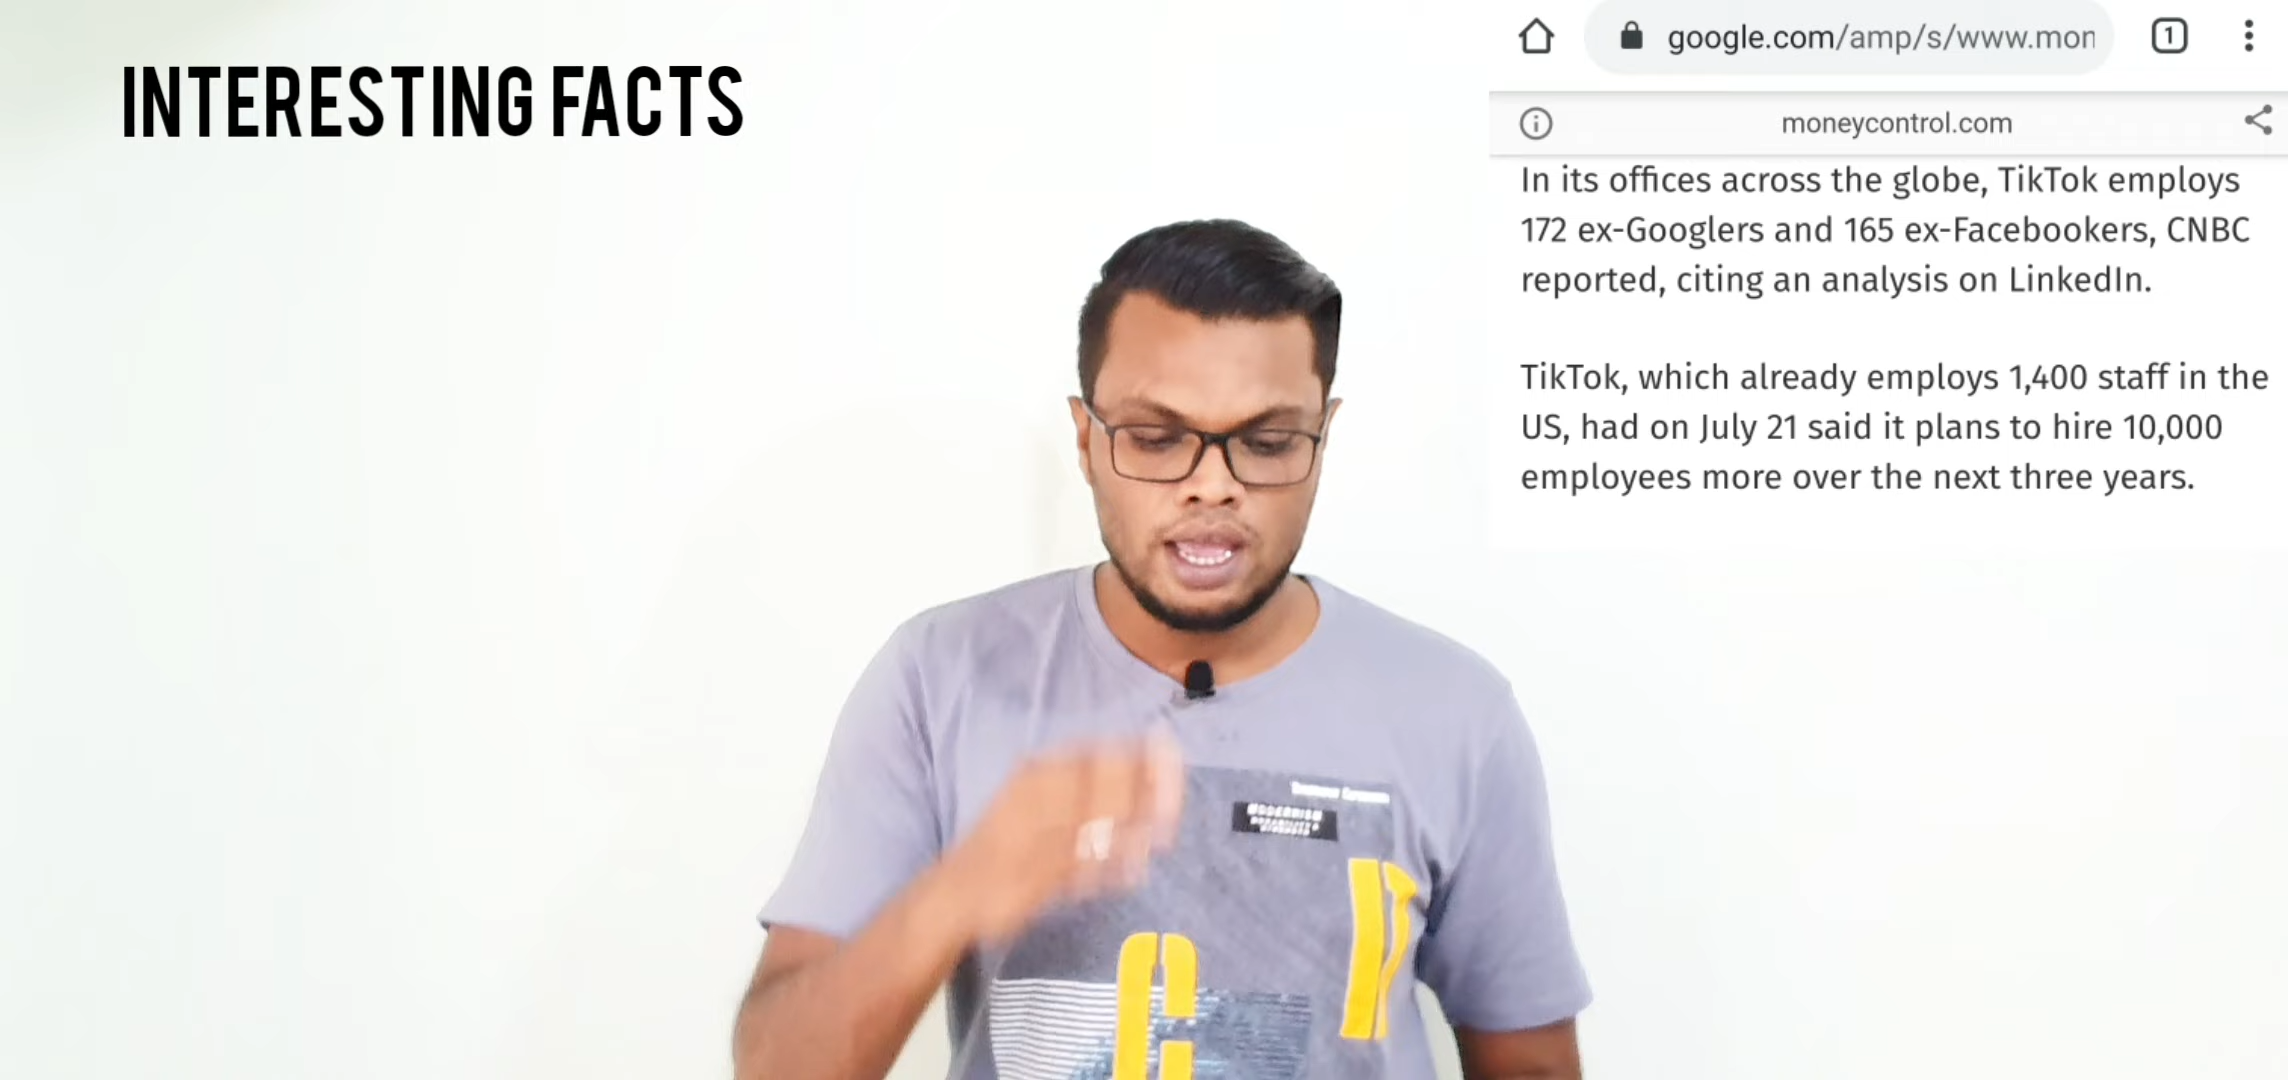 INTERESTING FACTS
google.com/amp/s/www.mon
1
moneycontrol.com
In its offices across the globe, TikTok employs
172 ex-Googlers and 165 ex-Facebookers, CNBC
reported, citing an analysis on LinkedIn.
TikTok, which already employs 1,400 staff in the
US, had on July 21 said it plans to hire 10,000
employees more over the next three years.
MODERNISM